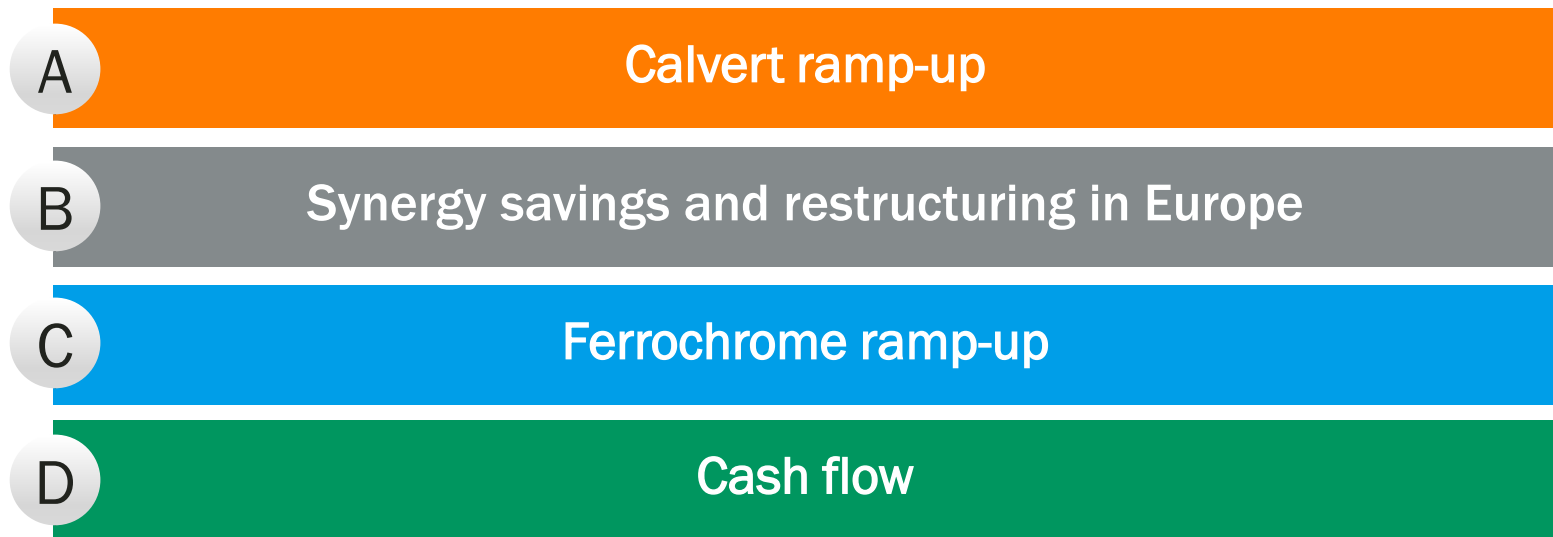 A
Calvert ramp-up
B
Synergy savings and restructuring in Europe
C
Ferrochrome ramp-up
D
Cash flow